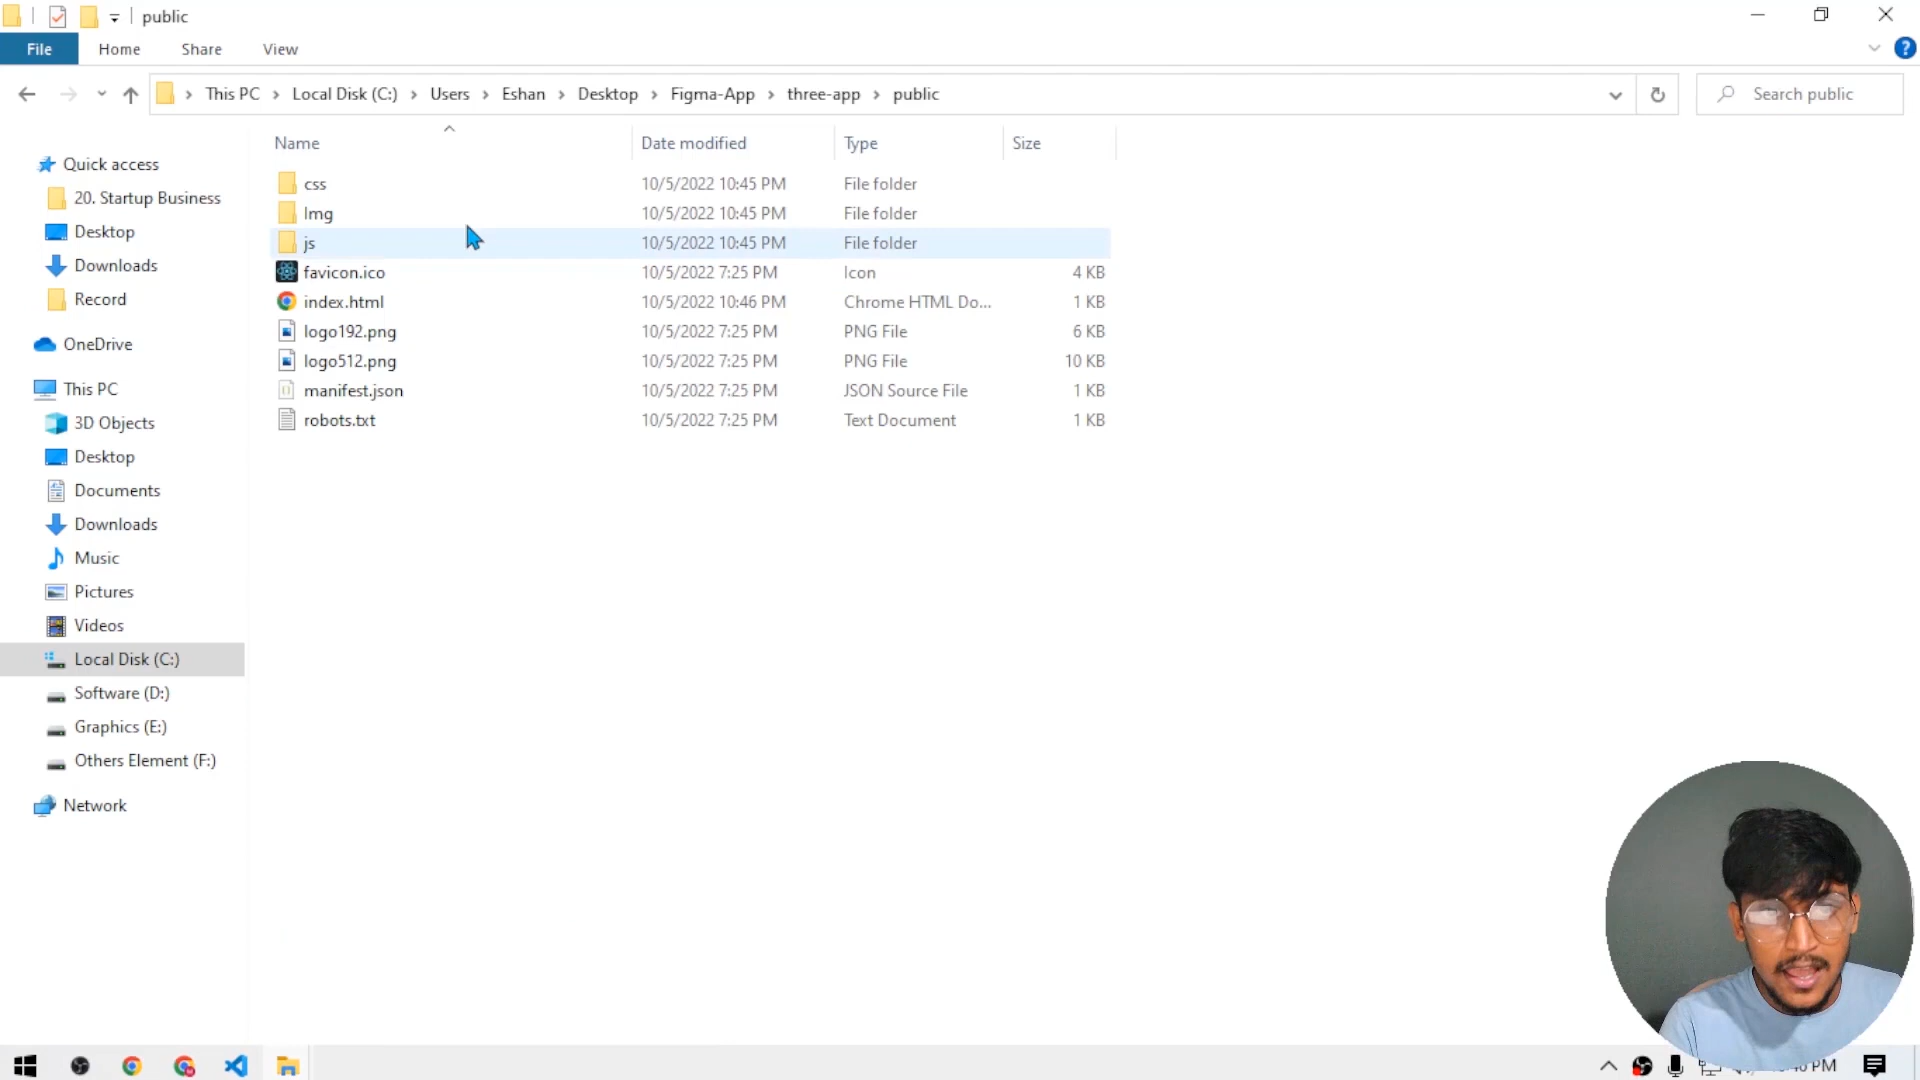 public
File Home Share View
This PC Local Disk (C:) Users Eshan Desktop Figma-App three-app public
Search public
Name Date modified Type Size
css 10/5/2022 10:45 PM File folder
Img 10/5/2022 10:45 PM File folder
js 10/5/2022 10:45 PM File folder
favicon.ico 10/5/2022 7:25 PM Icon 4 KB
index.html 10/5/2022 10:46 PM Chrome HTML Do... 1 KB
logo192.png 10/5/2022 7:25 PM PNG File 6 KB
logo512.png 10/5/2022 7:25 PM PNG File 10 KB
manifest.json 10/5/2022 7:25 PM JSON Source File 1 KB
robots.txt 10/5/2022 7:25 PM Text Document 1 KB
Quick access
20. Startup Business
Desktop
Downloads
Record
OneDrive
This PC
3D Objects
Desktop
Documents
Downloads
Music
Pictures
Videos
Local Disk (C:)
Software (D:)
Graphics (E:)
Others Element (F:)
Network
PM